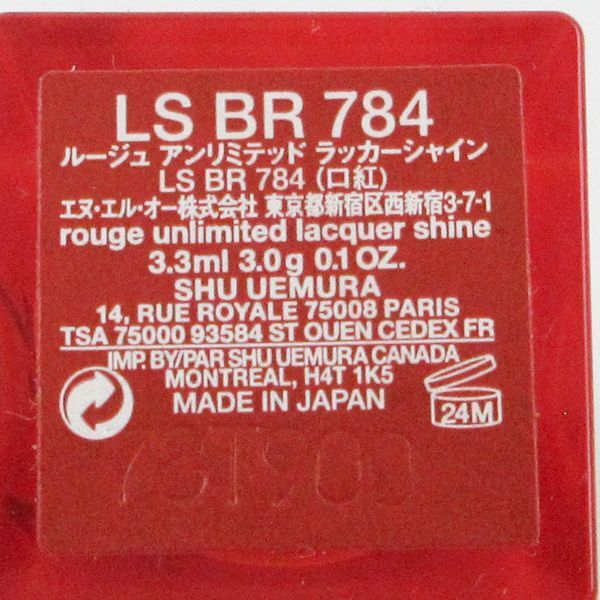 LS BR 784
ルージュ アンリミテッド ラッカーシャイン
LS BR 784 (口紅)
エヌ・エル・オー株式会社 東京都新宿区西新宿3-7-1
rouge unlimited lacquer shine
3.3ml 3.0g 0.1 OZ.
SHU UEMURA
14, RUE ROYALE 75008 PARIS
TSA 75000 93584 ST OUEN CEDEX FR
IMP. BY/PAR SHU UEMURA CANADA
MONTREAL, H4T 1K5
MADE IN JAPAN
24M